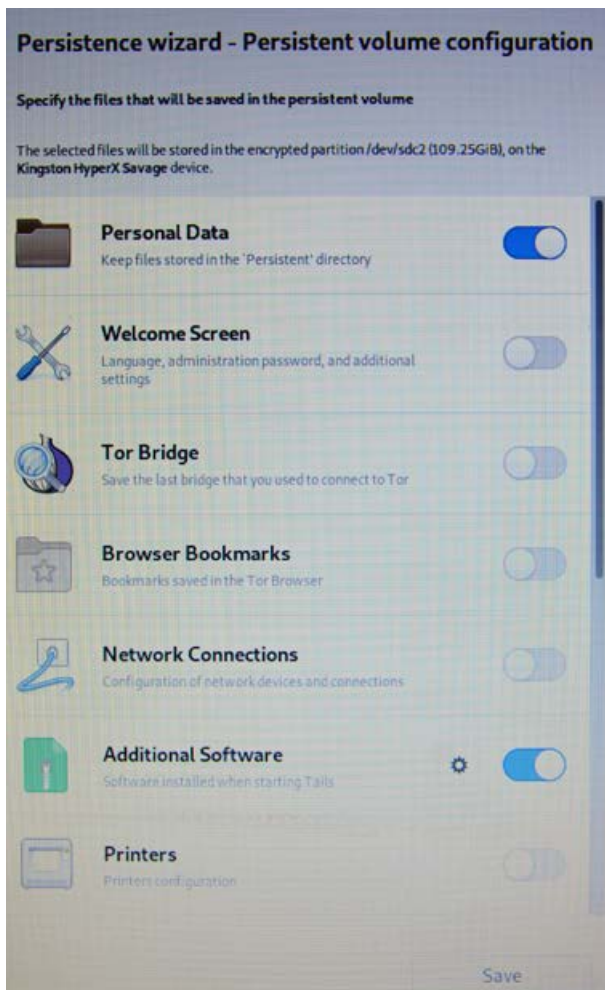 Persistence wizard - Persistent volume configuration
Specify the files that will be saved in the persistent volume
The selected files will be stored in the encrypted partition /dev/sdc2 (109.25GiB), on the
Kingston HyperX Savage device.
Personal Data
Keep files stored in the 'Persistent' directory
Welcome Screen
Language, administration password, and additional
settings
Tor Bridge
Save the last bridge that you used to connect to Tor
Browser Bookmarks
Bookmarks saved in the Tor Browser
Network Connections
Configuration of network devices and connections
Additional Software
Software installed when starting Tails
Printers
Printers configuration
Save